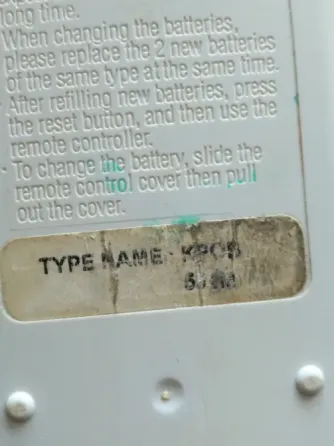 long time.
When changing the batteries,
please replace the 2 new batteries
of the same type at the same time.
After refilling new batteries, press
the reset button, and then use the
remote controller.
· To change the battery, slide the
remote control cover then pull
out the cover.
TYPE NAME: